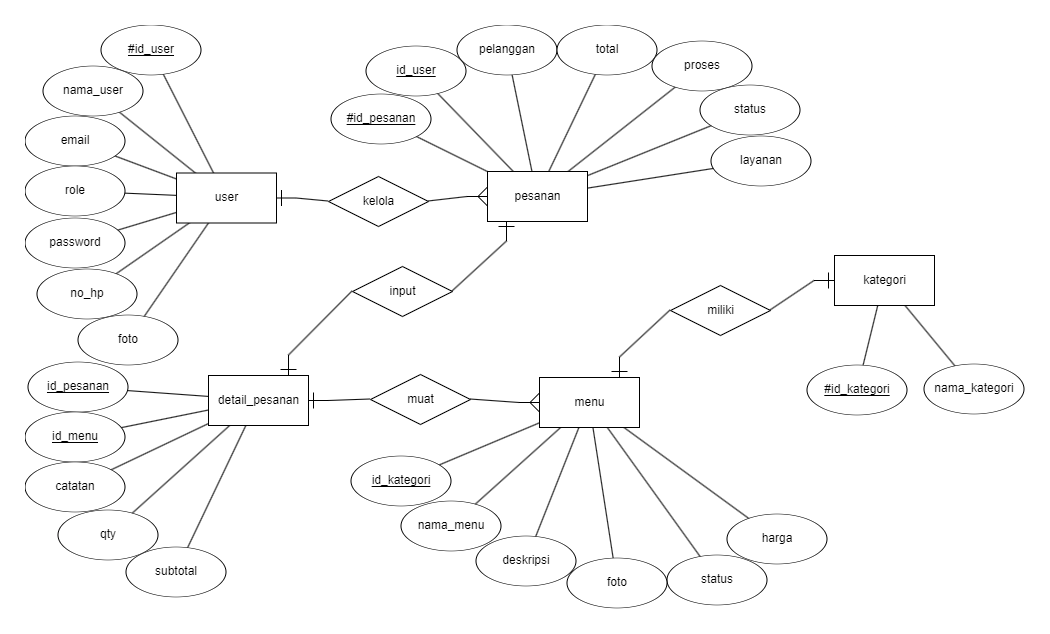 #id_user
nama_user
email
role
password
no_hp
foto
user
kelola
#id_pesanan
id_user
pelanggan
total
proses
status
layanan
pesanan
input
miliki
kategori
#id_kategori
nama_kategori
id_pesanan
id_menu
catatan
qty
subtotal
detail_pesanan
muat
menu
id_kategori
nama_menu
deskripsi
foto
status
harga